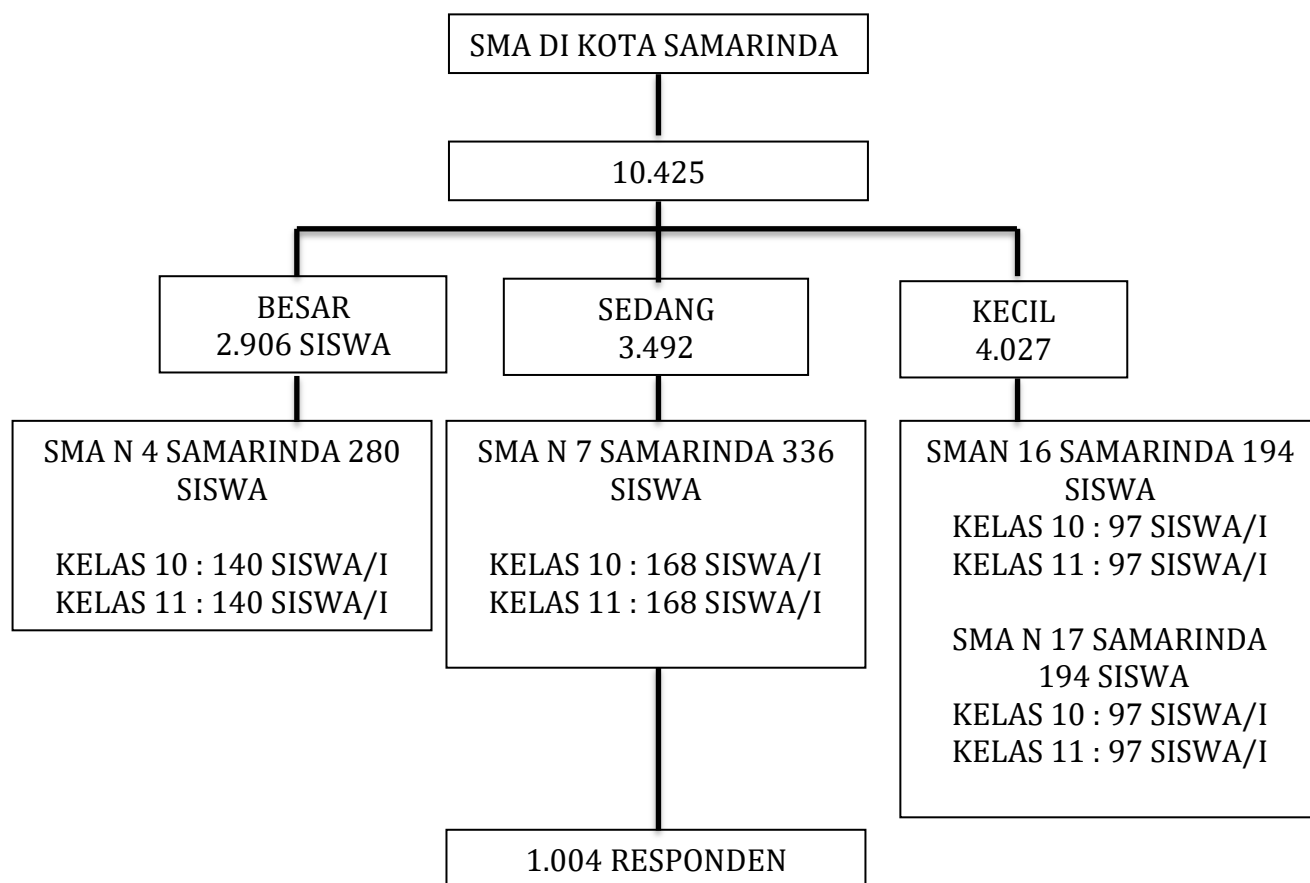 SMA DI KOTA SAMARINDA
10.425
BESAR
2.906 SISWA
SEDANG
3.492
KECIL
4.027
SMA N 4 SAMARINDA 280
SISWA
KELAS 10 : 140 SISWA/I
KELAS 11 : 140 SISWA/I
SMA N 7 SAMARINDA 336
SISWA
KELAS 10 : 168 SISWA/I
KELAS 11 : 168 SISWA/I
SMAN 16 SAMARINDA 194
SISWA
KELAS 10 : 97 SISWA/I
KELAS 11 : 97 SISWA/I
SMA N 17 SAMARINDA
194 SISWA
KELAS 10 : 97 SISWA/I
KELAS 11 : 97 SISWA/I
1.004 RESPONDEN